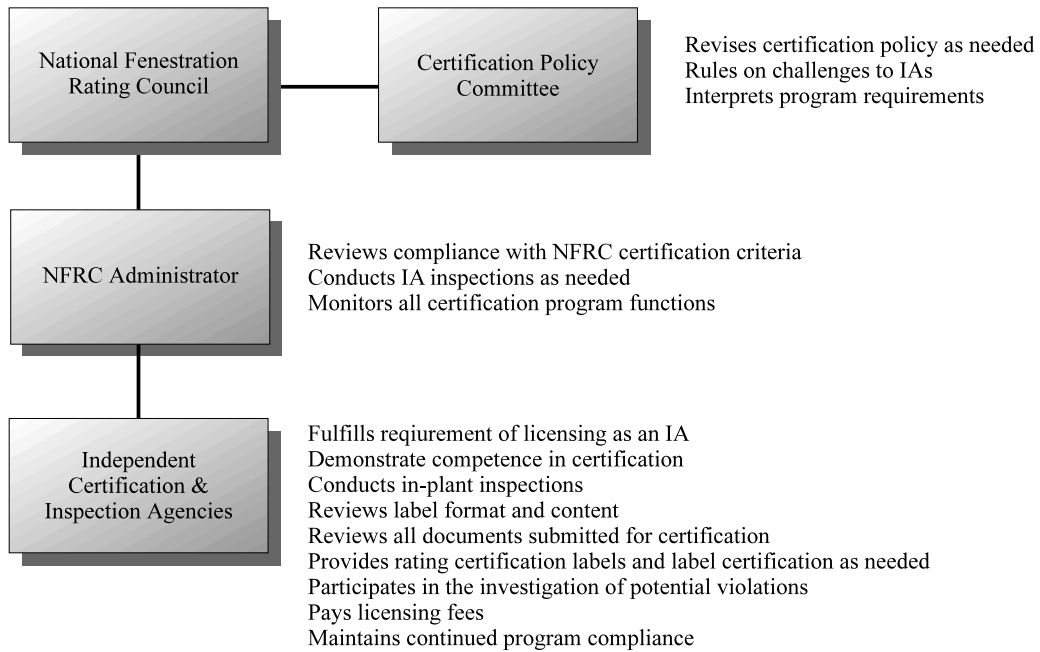 National Fenestration
Rating Council
Certification Policy
Committee
Revises certification policy as needed
Rules on challenges to IAs
Interprets program requirements
NFRC Administrator
Reviews compliance with NFRC certification criteria
Conducts IA inspections as needed
Monitors all certification program functions
Independent
Certification &
Inspection Agencies
Fulfills reqiurement of licensing as an IA
Demonstrate competence in certification
Conducts in-plant inspections
Reviews label format and content
Reviews all documents submitted for certification
Provides rating certification labels and label certification as needed
Participates in the investigation of potential violations
Pays licensing fees
Maintains continued program compliance